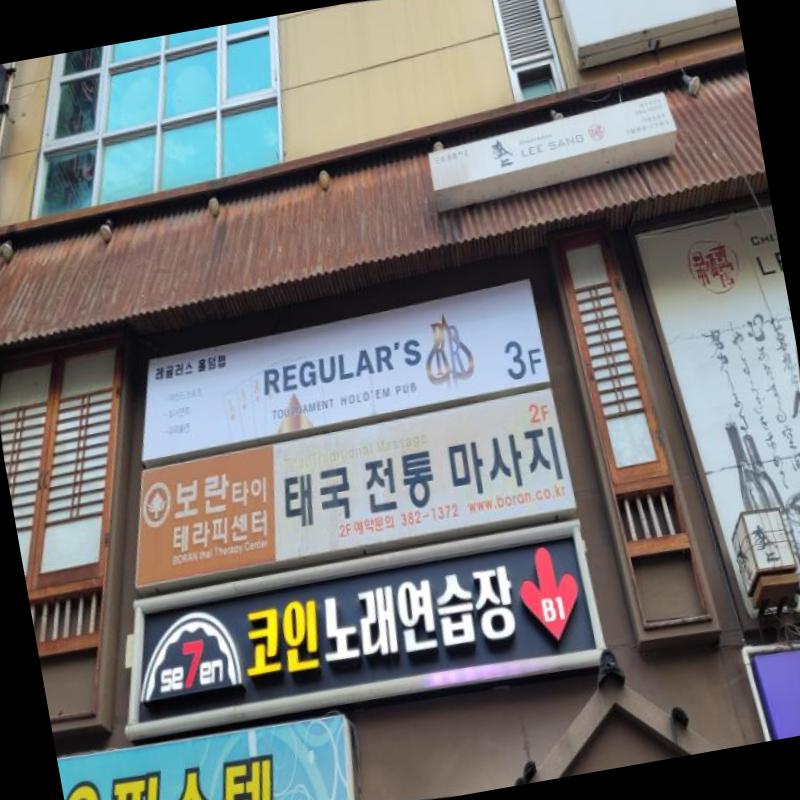 LEE SANG
레귤러스 홀덤펍
REGULAR'S
TOURNAMENT HOLD'EM PUB
3F
2F
Thai Traditional Massage
보란타이
테라피센터
BORAN thai Therapy Center
태국 전통 마사지
2F 예약문의 382-1372 www.boran.co.kr
se7en
코인노래연습장
B1